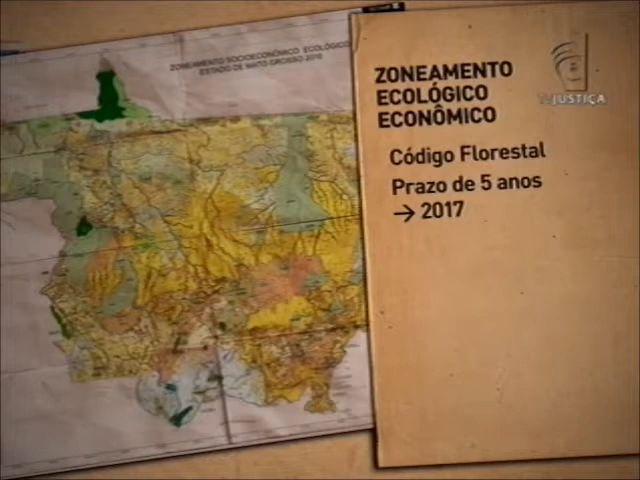 ZONEAMENTO SOCIOECONÔMICO ECOLÓGICO
ESTADO DE MATO GROSSO 2010
ZONEAMENTO
ECOLÓGICO
ECONÔMICO
TV JUSTIÇA
Código Florestal
Prazo de 5 anos
→ 2017